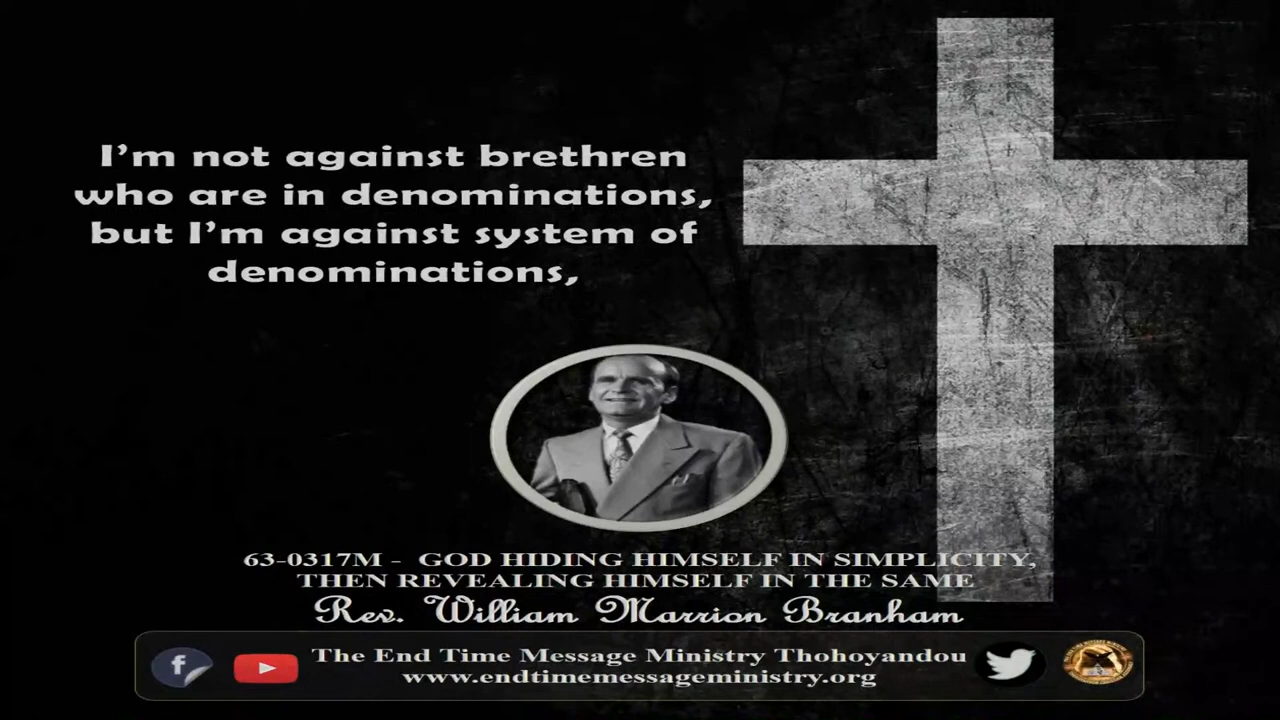 I'm not against brethren
who are in denominations,
but I'm against system of
denominations,
63-0317M - GOD HIDING HIMSELF IN SIMPLICITY,
THEN REVEALING HIMSELF IN THE SAME
Rev. William Marrion Branham
The End Time Message Ministry Thohoyandou
www.endtimemessageministry.org